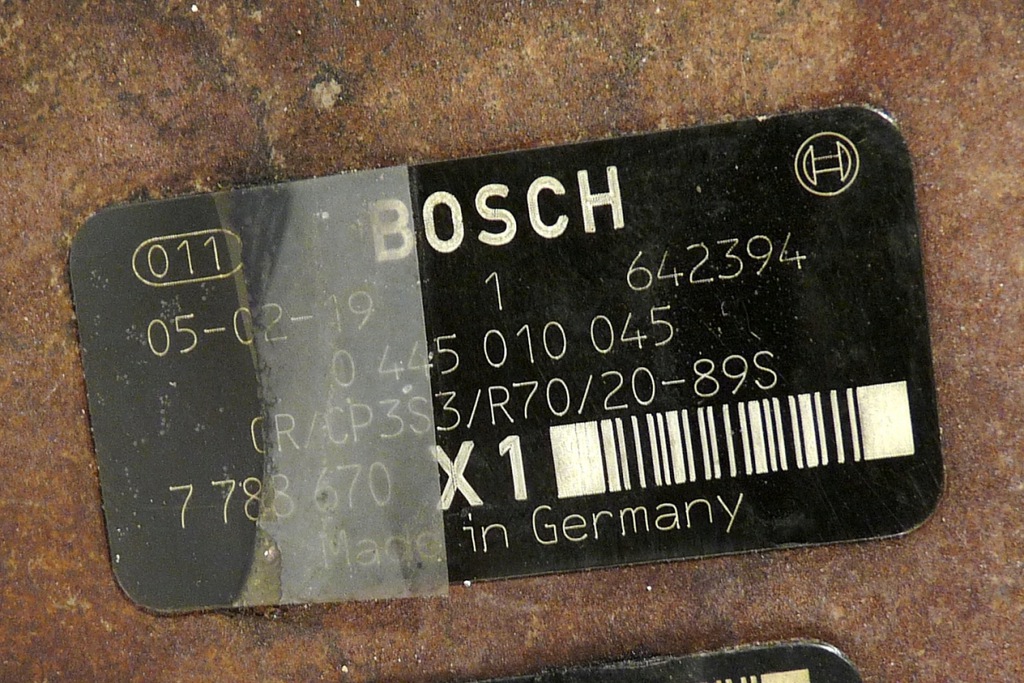 BOSCH
011 1 642394
05-02-19
0 445 010 045
CR/CP3S3/R70/20-89S
7 788 670 X1
Made in Germany